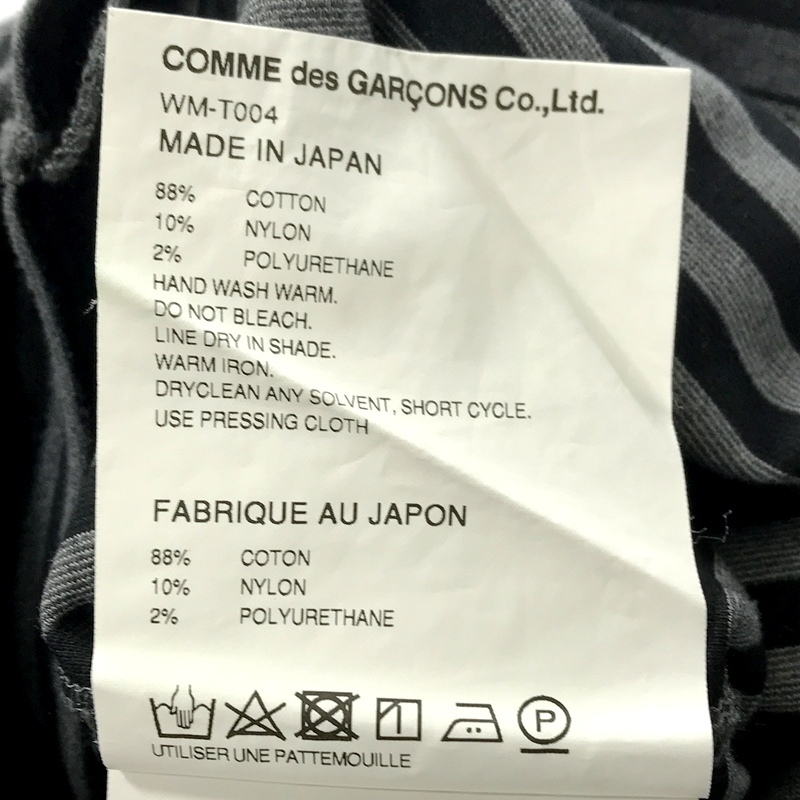 COMME des GARÇONS Co.,Ltd.
WM-T004
MADE IN JAPAN
88% COTTON
10% NYLON
2% POLYURETHANE
HAND WASH WARM.
DO NOT BLEACH.
LINE DRY IN SHADE.
WARM IRON.
DRYCLEAN ANY SOLVENT, SHORT CYCLE.
USE PRESSING CLOTH
FABRIQUE AU JAPON
88% COTON
10% NYLON
2% POLYURETHANE
P
UTILISER UNE PATTEMOUILLE